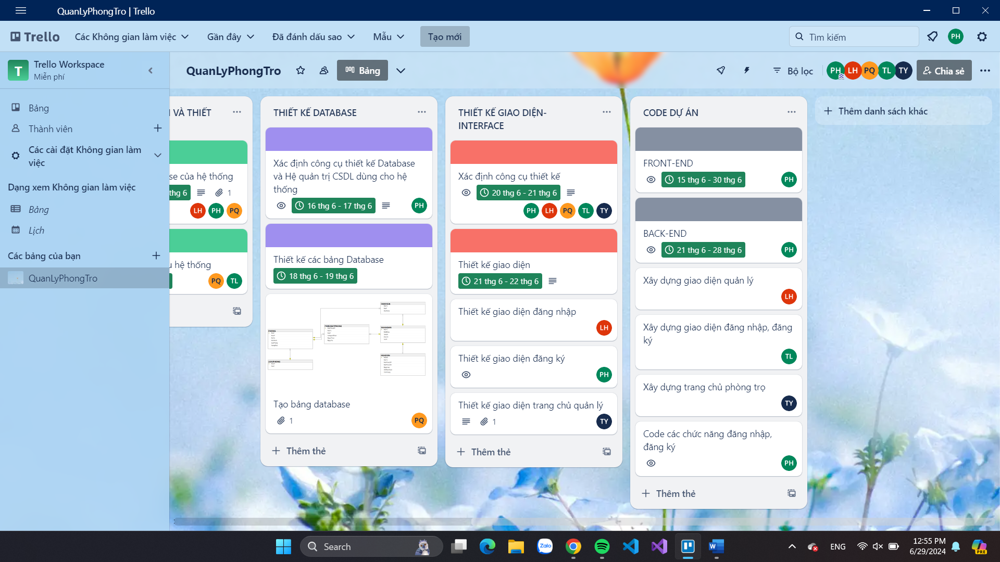 QuanLyPhongTro | Trello
Trello
Các Không gian làm việc
Gần đây
Đã đánh dấu sao
Mẫu
Tạo mới
Tìm kiếm
PH
T
Trello Workspace
Miễn phí
QuanLyPhongTro
Bảng
Bộ lọc
PH
LH
PQ
TL
TY
Chia sẻ
Bảng
Thành viên
Các cài đặt Không gian làm
việc
Dạng xem Không gian làm việc
Bảng
Lịch
Các bảng của bạn
QuanLyPhongTro
VÀ THIẾT
của hệ thống
thg 6
1
LH
PH
PQ
hệ thống
PQ
TL
THIẾT KẾ DATABASE
Xác định công cụ thiết kế Database
và Hệ quản trị CSDL dùng cho hệ
thống
16 thg 6 - 17 thg 6
PH
Thiết kế các bảng Database
18 thg 6 - 19 thg 6
Tạo bảng database
1
PQ
Thêm thẻ
THIẾT KẾ GIAO DIỆN-
INTERFACE
Xác định công cụ thiết kế
20 thg 6 - 21 thg 6
PH
LH
PQ
TL
TY
Thiết kế giao diện
21 thg 6 - 22 thg 6
Thiết kế giao diện đăng nhập
LH
Thiết kế giao diện đăng ký
PH
Thiết kế giao diện trang chủ quản lý
1
TY
Thêm thẻ
CODE DỰ ÁN
FRONT-END
15 thg 6 - 30 thg 6
PH
BACK-END
21 thg 6 - 28 thg 6
PH
Xây dựng giao diện quản lý
LH
Xây dựng giao diện đăng nhập, đăng
ký
TL
Xây dựng trang chủ phòng trọ
TY
Code các chức năng đăng nhập,
đăng ký
PH
Thêm thẻ
Thêm danh sách khác
Search
Zalo
W
ENG
12:55 PM
6/29/2024
PRE